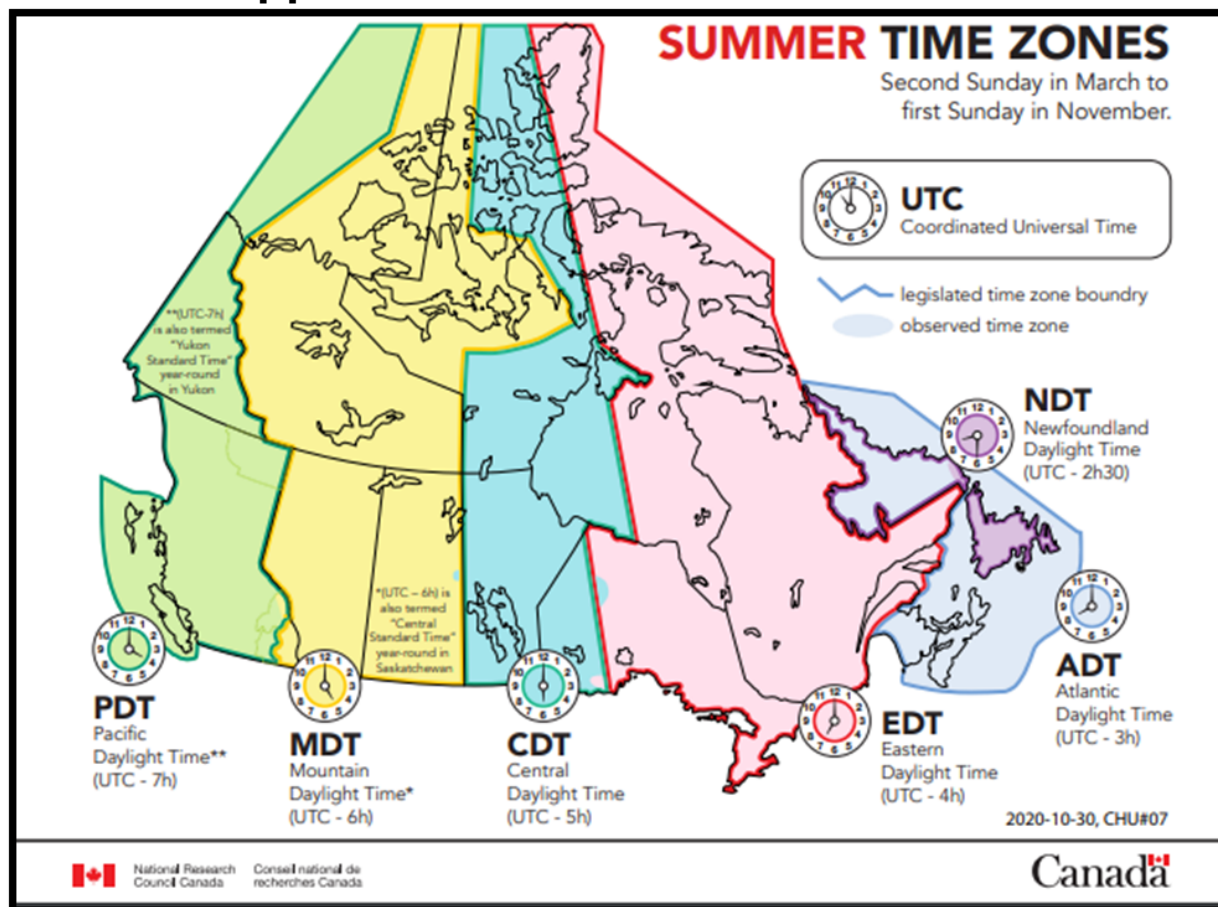 SUMMER TIME ZONES
Second Sunday in March to
first Sunday in November.
UTC
Coordinated Universal Time
legislated time zone boundry
observed time zone
**(UTC-7h)
is also termed
"Yukon
Standard Time"
year-round
in Yukon
NDT
Newfoundland
Daylight Time
(UTC - 2h30)
*(UTC – 6h) is
also termed
"Central
Standard Time"
year-round in
Saskatchewan
PDT
Pacific
Daylight Time**
(UTC - 7h)
MDT
Mountain
Daylight Time*
(UTC - 6h)
CDT
Central
Daylight Time
(UTC - 5h)
EDT
Eastern
Daylight Time
(UTC - 4h)
ADT
Atlantic
Daylight Time
(UTC - 3h)
2020-10-30, CHU#07
National Research
Council Canada
Conseil national de
recherches Canada
Canada